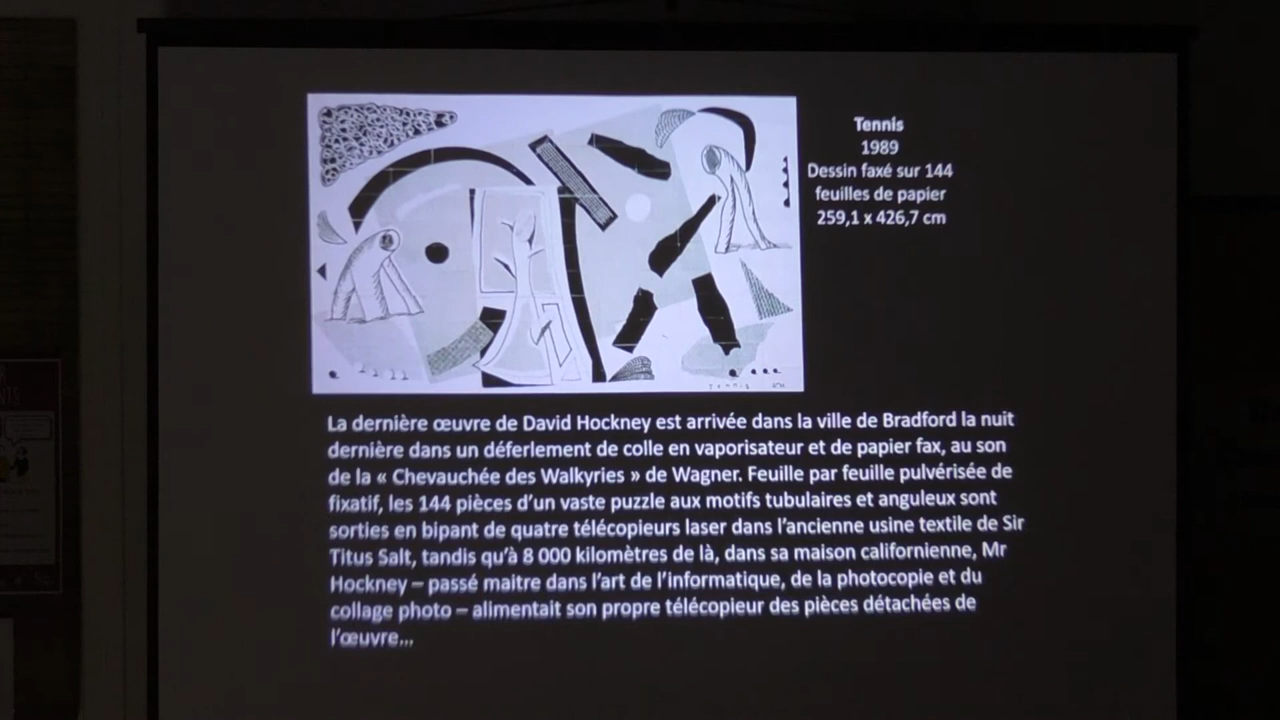 Tennis
1989
Dessin faxé sur 144
feuilles de papier
259,1 x 426,7 cm
La dernière œuvre de David Hockney est arrivée dans la ville de Bradford la nuit
dernière dans un déferlement de colle en vaporisateur et de papier fax, au son
de la « Chevauchée des Walkyries » de Wagner. Feuille par feuille pulvérisée de
fixatif, les 144 pièces d’un vaste puzzle aux motifs tubulaires et anguleux sont
sorties en bipant de quatre télécopieurs laser dans l’ancienne usine textile de Sir
Titus Salt, tandis qu’à 8 000 kilomètres de là, dans sa maison californienne, Mr
Hockney – passé maitre dans l’art de l’informatique, de la photocopie et du
collage photo – alimentait son propre télécopieur des pièces détachées de
l’œuvre...